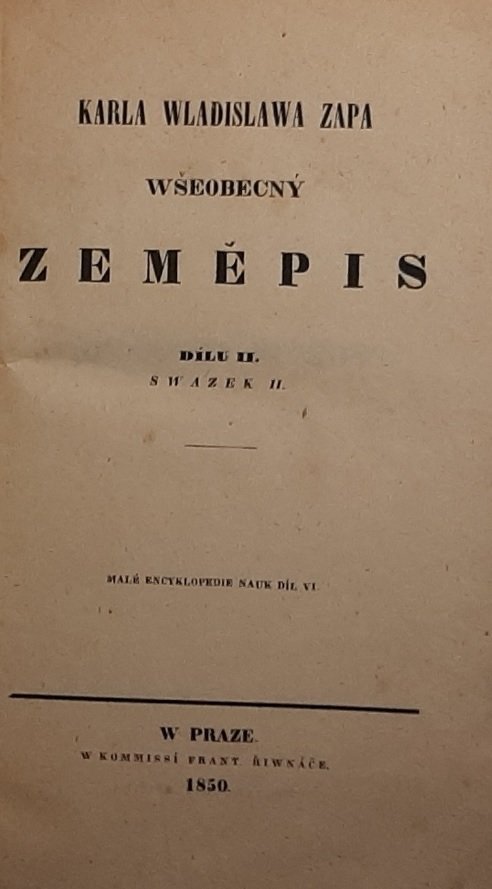 KARLA WLADISLAWA ZAPA
WŠEOBECNÝ
ZEMĚPIS
DÍLU II.
SWAZEK II.
MALÉ ENCYKLOPEDIE NAUK DÍL VI.
W PRAZE.
W KOMMISSÍ FRANT. ŘIWNÁČE.
1850.